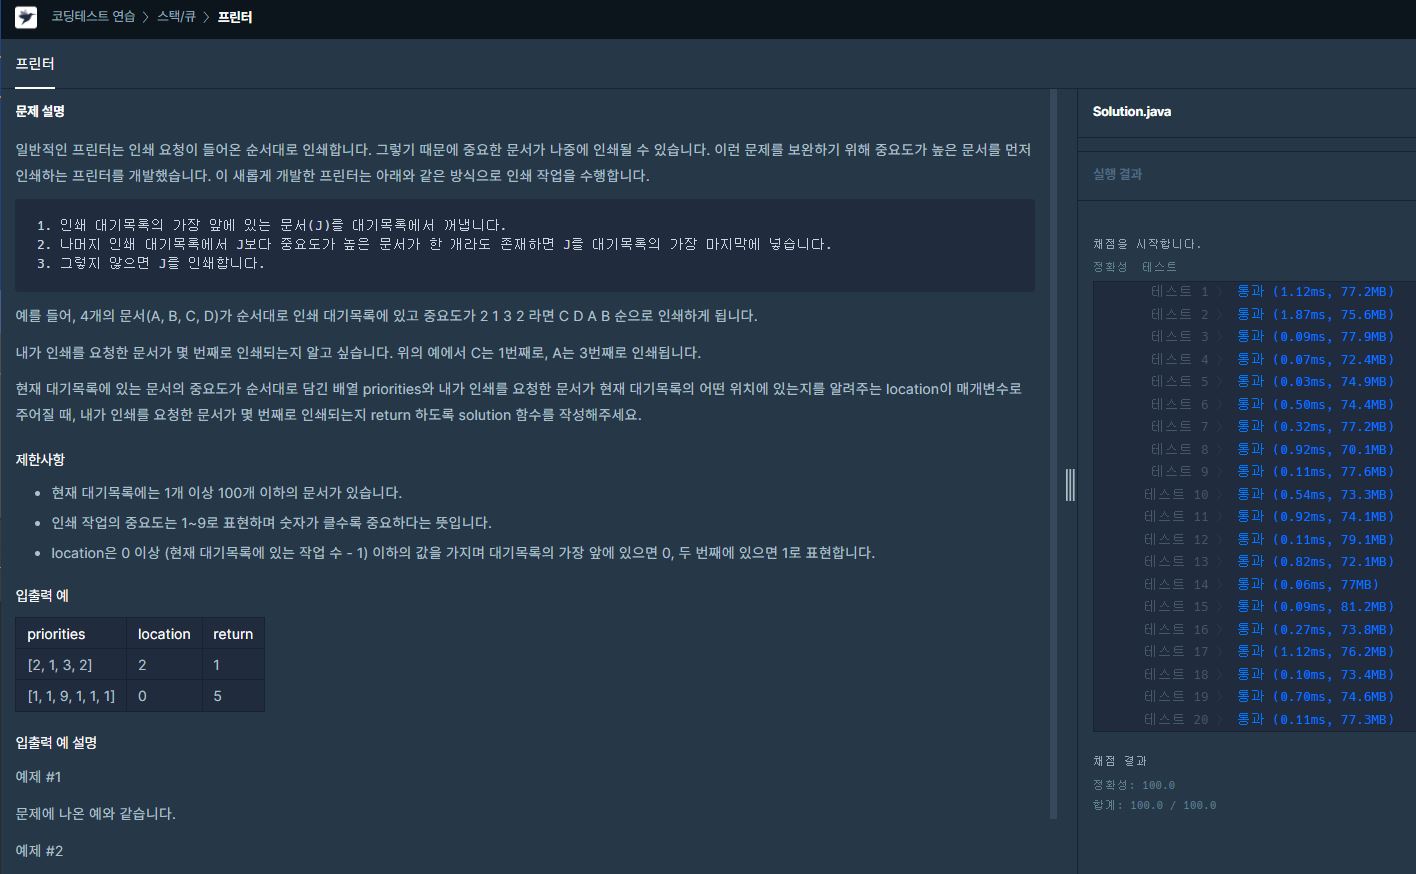 코딩테스트 연습 > 스택/큐 > 프린터
프린터
문제 설명
일반적인 프린터는 인쇄 요청이 들어온 순서대로 인쇄합니다. 그렇기 때문에 중요한 문서가 나중에 인쇄될 수 있습니다. 이런 문제를 보완하기 위해 중요도가 높은 문서를 먼저
인쇄하는 프린터를 개발했습니다. 이 새롭게 개발한 프린터는 아래와 같은 방식으로 인쇄 작업을 수행합니다.
1. 인쇄 대기목록의 가장 앞에 있는 문서(J)를 대기목록에서 꺼냅니다.
2. 나머지 인쇄 대기목록에서 J보다 중요도가 높은 문서가 한 개라도 존재하면 J를 대기목록의 가장 마지막에 넣습니다.
3. 그렇지 않으면 J를 인쇄합니다.
예를 들어, 4개의 문서(A, B, C, D)가 순서대로 인쇄 대기목록에 있고 중요도가 2 1 3 2 라면 C D A B 순으로 인쇄하게 됩니다.
내가 인쇄를 요청한 문서가 몇 번째로 인쇄되는지 알고 싶습니다. 위의 예에서 C는 1번째로, A는 3번째로 인쇄됩니다.
현재 대기목록에 있는 문서의 중요도가 순서대로 담긴 배열 priorities와 내가 인쇄를 요청한 문서가 현재 대기목록의 어떤 위치에 있는지를 알려주는 location이 매개변수로
주어질 때, 내가 인쇄를 요청한 문서가 몇 번째로 인쇄되는지 return 하도록 solution 함수를 작성해주세요.
제한사항
• 현재 대기목록에는 1개 이상 100개 이하의 문서가 있습니다.
• 인쇄 작업의 중요도는 1~9로 표현하며 숫자가 클수록 중요하다는 뜻입니다.
• location은 0 이상 (현재 대기목록에 있는 작업 수 - 1) 이하의 값을 가지며 대기목록의 가장 앞에 있으면 0, 두 번째에 있으면 1로 표현합니다.
입출력 예
priorities location return
[2, 1, 3, 2] 2 1
[1, 1, 9, 1, 1, 1] 0 5
입출력 예 설명
예제 #1
문제에 나온 예와 같습니다.
예제 #2
Solution.java
실행 결과
채점을 시작합니다.
정확성 테스트
테스트 1 > 통과 (1.12ms, 77.2MB)
테스트 2 > 통과 (1.87ms, 75.6MB)
테스트 3 > 통과 (0.09ms, 77.9MB)
테스트 4 > 통과 (0.07ms, 72.4MB)
테스트 5 > 통과 (0.03ms, 74.9MB)
테스트 6 > 통과 (0.50ms, 74.4MB)
테스트 7 > 통과 (0.32ms, 77.2MB)
테스트 8 > 통과 (0.92ms, 70.1MB)
테스트 9 > 통과 (0.11ms, 77.6MB)
테스트 10 > 통과 (0.54ms, 73.3MB)
테스트 11 > 통과 (0.92ms, 74.1MB)
테스트 12 > 통과 (0.11ms, 79.1MB)
테스트 13 > 통과 (0.82ms, 72.1MB)
테스트 14 > 통과 (0.06ms, 77MB)
테스트 15 > 통과 (0.09ms, 81.2MB)
테스트 16 > 통과 (0.27ms, 73.8MB)
테스트 17 > 통과 (1.12ms, 76.2MB)
테스트 18 > 통과 (0.10ms, 73.4MB)
테스트 19 > 통과 (0.70ms, 74.6MB)
테스트 20 > 통과 (0.11ms, 77.3MB)
채점 결과
정확성: 100.0
합계: 100.0 / 100.0